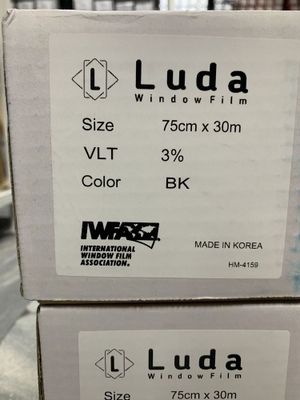 L Luda
Window Film
Size 75cm x 30m
VLT 3%
Color BK
IWFA
INTERNATIONAL
WINDOW FILM
ASSOCIATION.
MADE IN KOREA
HM-4159
L Luda
Window Film
Size 75cm x 30m